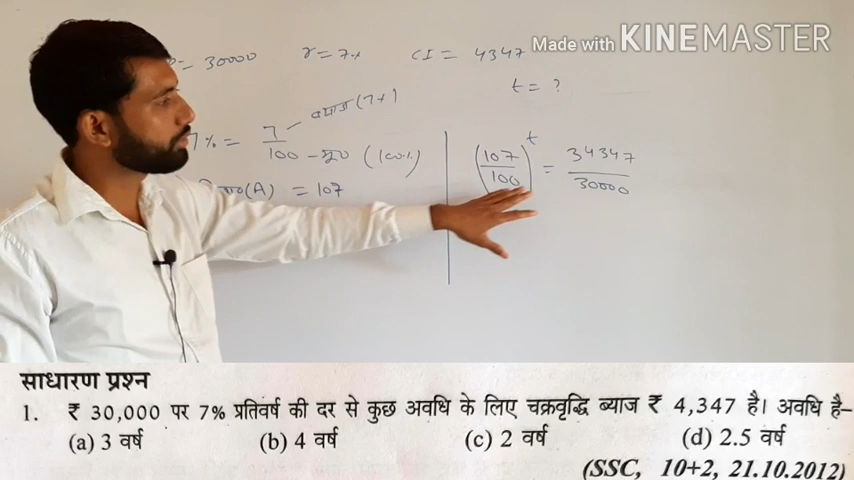 Made with KINEMASTER
= 30000 r = 7% CI = 4347
t = ?
7% = 7/100 ब्याज (7%)
मू० (100%)
(A) = 107
(107/100)^t = 34347/30000
साधारण प्रश्न
1. ₹ 30,000 पर 7% प्रतिवर्ष की दर से कुछ अवधि के लिए चक्रवृद्धि ब्याज ₹ 4,347 है। अवधि है–
(a) 3 वर्ष (b) 4 वर्ष (c) 2 वर्ष (d) 2.5 वर्ष
(SSC, 10+2, 21.10.2012)